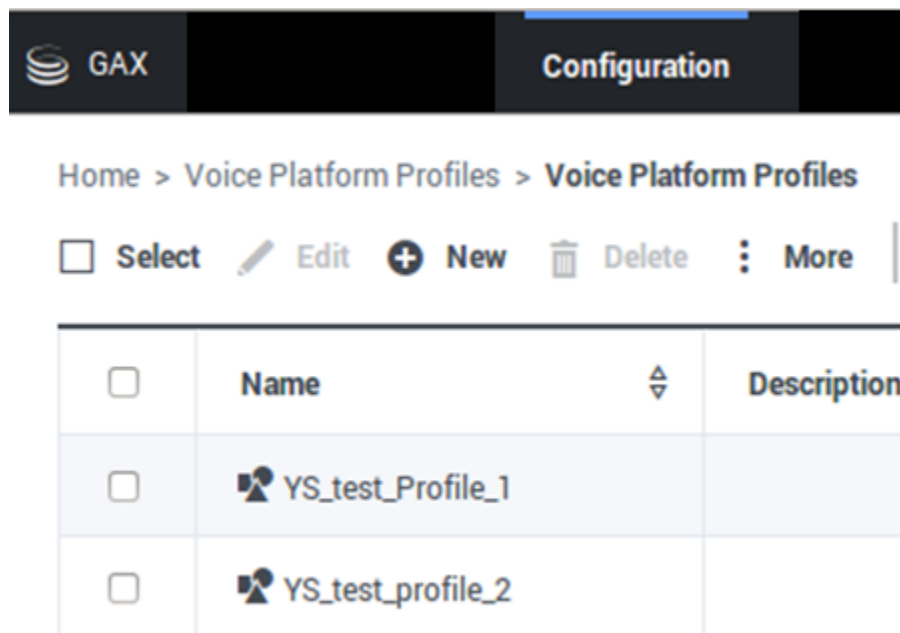 GAX Configuration
Home > Voice Platform Profiles > Voice Platform Profiles
Select Edit New Delete More
Name Description
YS_test_Profile_1
YS_test_profile_2